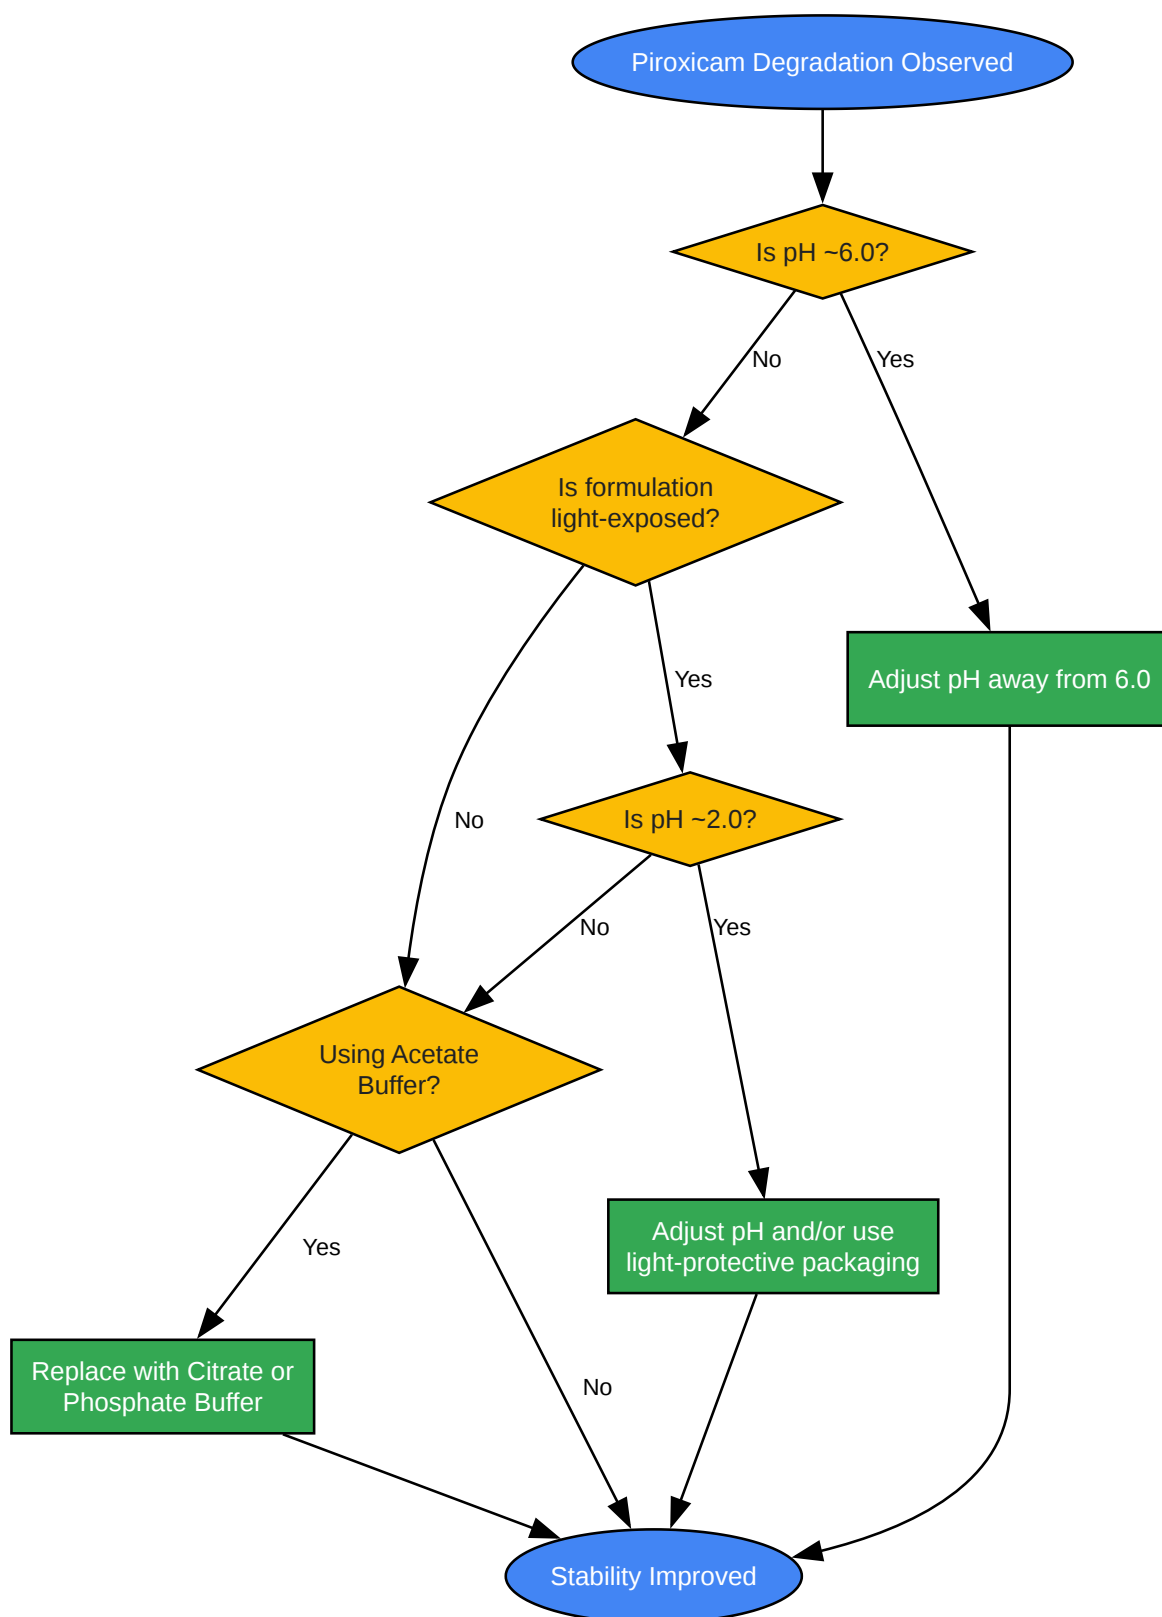 Piroxicam Degradation Observed
Is pH ~6.0?
No
Yes
Is formulation
light-exposed?
Yes
Adjust pH away from 6.0
No
Is pH ~2.0?
No
Yes
Using Acetate
Buffer?
Yes
Adjust pH and/or use
light-protective packaging
Replace with Citrate or
Phosphate Buffer
No
Stability Improved